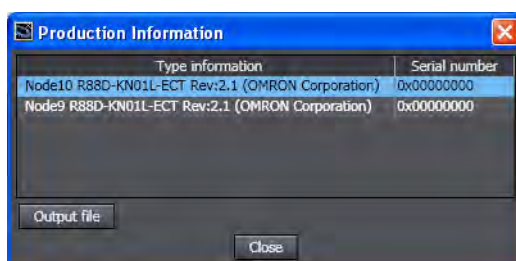 Production Information
Type information Serial number
Node10 R88D-KN01L-ECT Rev:2.1 (OMRON Corporation) 0x00000000
Node9 R88D-KN01L-ECT Rev:2.1 (OMRON Corporation) 0x00000000
Output file
Close